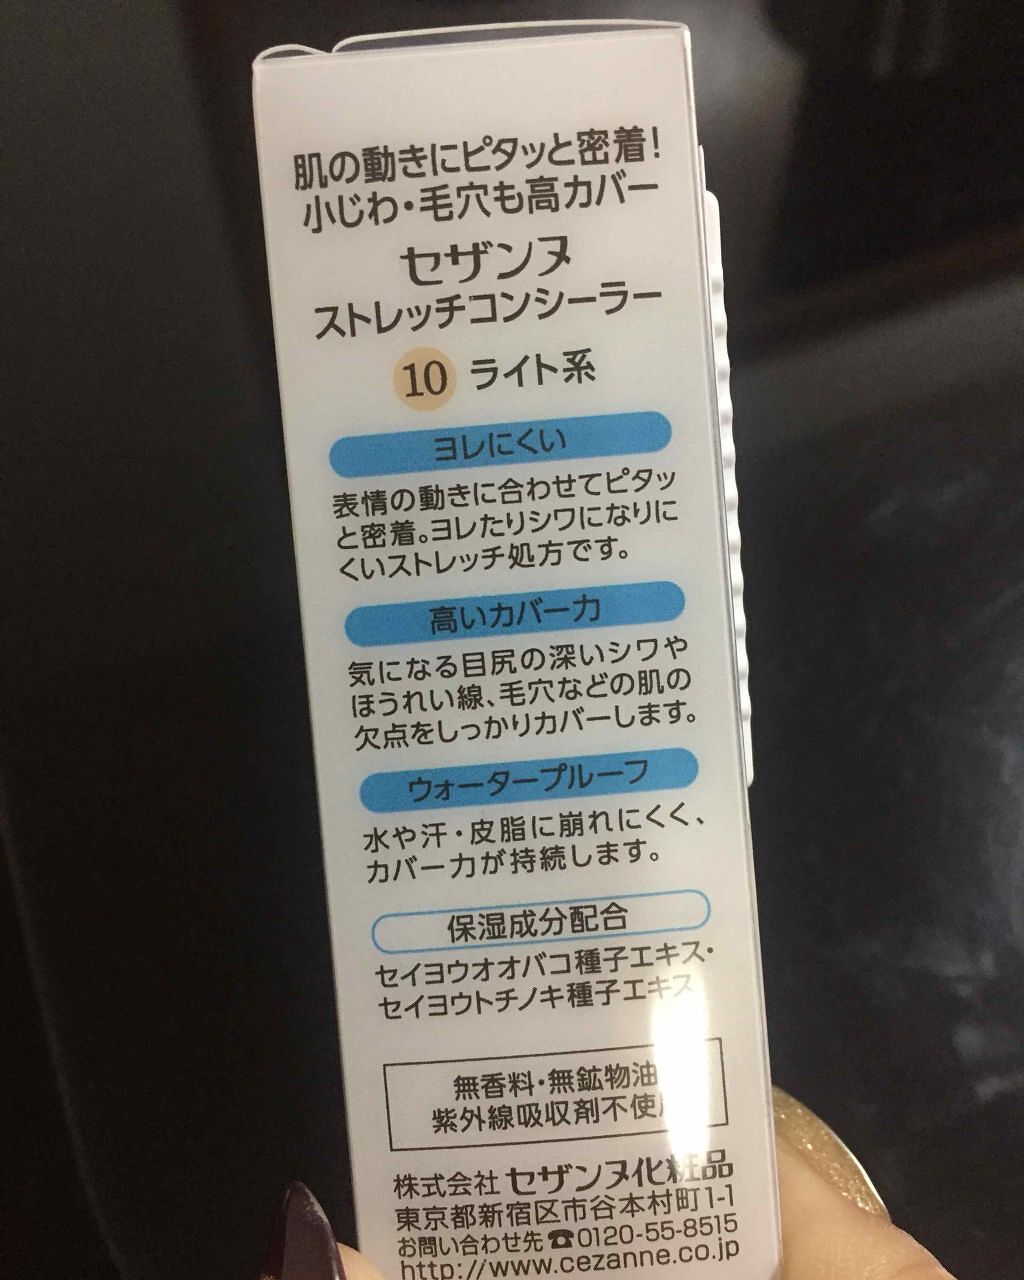 肌の動きにピタッと密着!
小じわ・毛穴も高カバー
セザンヌ
ストレッチコンシーラー
10 ライト系
ヨレにくい
表情の動きに合わせてピタッ
と密着。ヨレたりシワになりに
くいストレッチ処方です。
高いカバー力
気になる目尻の深いシワや
ほうれい線、毛穴などの肌の
欠点をしっかりカバーします。
ウォータープルーフ
水や汗・皮脂に崩れにくく、
カバー力が持続します。
保湿成分配合
セイヨウオオバコ種子エキス・
セイヨウトチノキ種子エキス
無香料・無鉱物油
紫外線吸収剤不使
株式会社 セザンヌ化粧品
東京都新宿区市谷本村町1-1
お問い合わせ先☎0120-55-8515
http://www.cezanne.co.jp